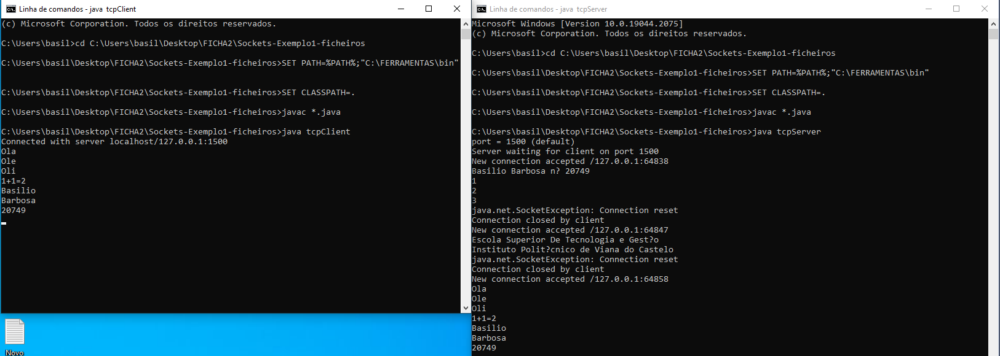 Linha de comandos - java  tcpClient
(c) Microsoft Corporation. Todos os direitos reservados.
C:\Users\basil>cd C:\Users\basil\Desktop\FICHA2\Sockets-Exemplo1-ficheiros
C:\Users\basil\Desktop\FICHA2\Sockets-Exemplo1-ficheiros>SET PATH=%PATH%;"C:\FERRAMENTAS\bin"
C:\Users\basil\Desktop\FICHA2\Sockets-Exemplo1-ficheiros>SET CLASSPATH=.
C:\Users\basil\Desktop\FICHA2\Sockets-Exemplo1-ficheiros>javac *.java
C:\Users\basil\Desktop\FICHA2\Sockets-Exemplo1-ficheiros>java tcpClient
Connected with server localhost/127.0.0.1:1500
Ola
Ole
Oli
1+1=2
Basilio
Barbosa
20749
Novo
Linha de comandos - java  tcpServer
Microsoft Windows [Version 10.0.19044.2075]
(c) Microsoft Corporation. Todos os direitos reservados.
C:\Users\basil>cd C:\Users\basil\Desktop\FICHA2\Sockets-Exemplo1-ficheiros
C:\Users\basil\Desktop\FICHA2\Sockets-Exemplo1-ficheiros>SET PATH=%PATH%;"C:\FERRAMENTAS\bin"
C:\Users\basil\Desktop\FICHA2\Sockets-Exemplo1-ficheiros>SET CLASSPATH=.
C:\Users\basil\Desktop\FICHA2\Sockets-Exemplo1-ficheiros>javac *.java
C:\Users\basil\Desktop\FICHA2\Sockets-Exemplo1-ficheiros>java tcpServer
port = 1500 (default)
Server waiting for client on port 1500
New connection accepted /127.0.0.1:64838
Basilio Barbosa n? 20749
1
2
3
java.net.SocketException: Connection reset
Connection closed by client
New connection accepted /127.0.0.1:64847
Escola Superior De Tecnologia e Gest?o
Instituto Polit?cnico de Viana do Castelo
java.net.SocketException: Connection reset
Connection closed by client
New connection accepted /127.0.0.1:64858
Ola
Ole
Oli
1+1=2
Basilio
Barbosa
20749